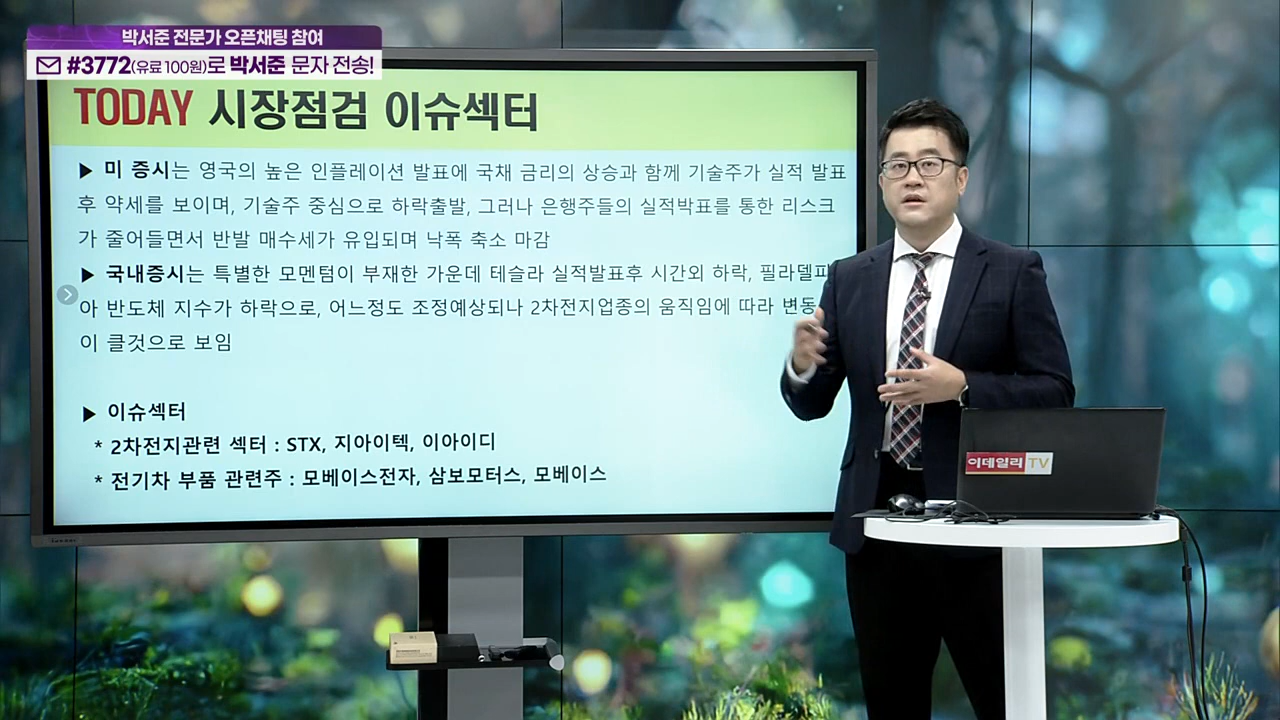 박서준 전문가 오픈채팅 참여
#3772(유료 100원)로 박서준 문자 전송!
TODAY 시장점검 이슈섹터
▶ 미 증시는 영국의 높은 인플레이션 발표에 국채 금리의 상승과 함께 기술주가 실적 발표
후 약세를 보이며, 기술주 중심으로 하락출발, 그러나 은행주들의 실적박표를 통한 리스크
가 줄어들면서 반발 매수세가 유입되며 낙폭 축소 마감
▶ 국내증시는 특별한 모멘텀이 부재한 가운데 테슬라 실적발표후 시간외 하락, 필라델피
아 반도체 지수가 하락으로, 어느정도 조정예상되나 2차전지업종의 움직임에 따라 변동
이 클것으로 보임
▶ 이슈섹터
* 2차전지관련 섹터 : STX, 지아이텍, 이아이디
* 전기차 부품 관련주 : 모베이스전자, 삼보모터스, 모베이스
이데일리 TV